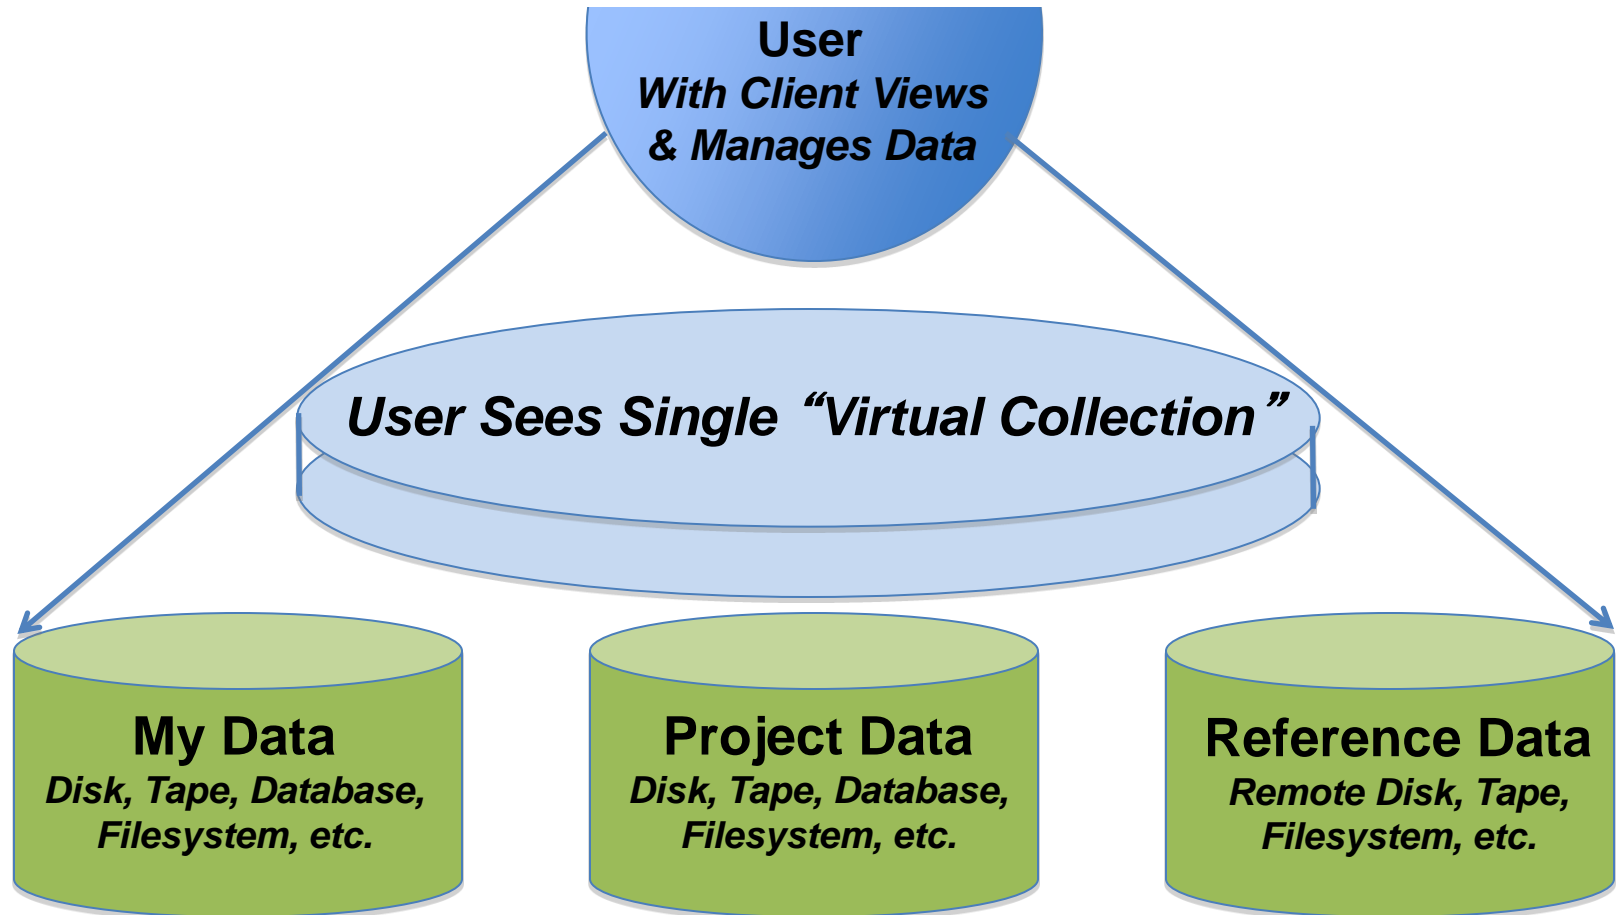 User
With Client Views
& Manages Data
User Sees Single “Virtual Collection”
My Data
Disk, Tape, Database,
Filesystem, etc.
Project Data
Disk, Tape, Database,
Filesystem, etc.
Reference Data
Remote Disk, Tape,
Filesystem, etc.